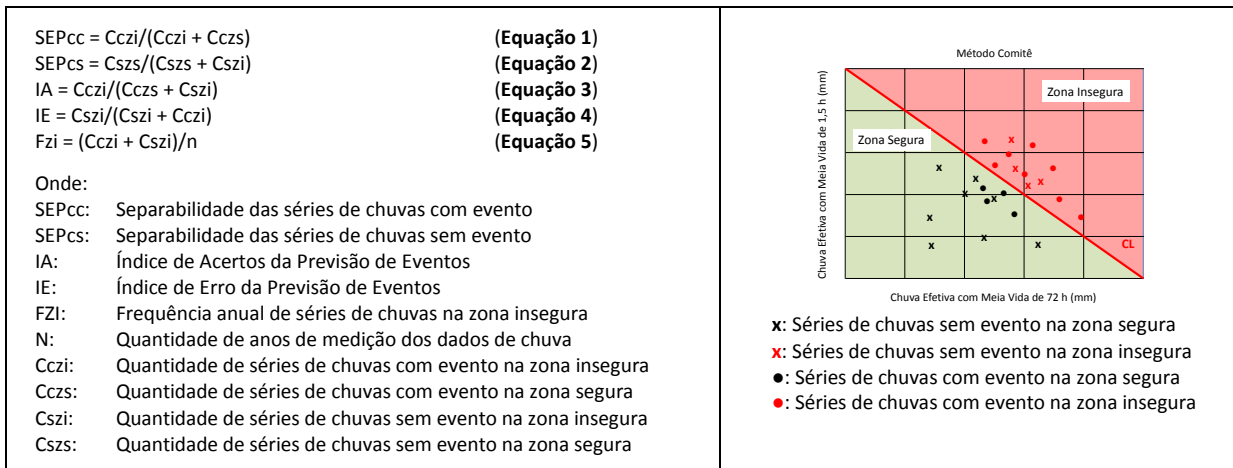 SEPcc = Cczi/(Cczi + Cczs) (Equação 1)
SEPcs = Cszs/(Cszs + Cszi) (Equação 2)
IA = Cczi/(Cczs + Cszi) (Equação 3)
IE = Cszi/(Cszi + Cczi) (Equação 4)
Fzi = (Cczi + Cszi)/n (Equação 5)
Onde:
SEPcc: Separabilidade das séries de chuvas com evento
SEPcs: Separabilidade das séries de chuvas sem evento
IA: Índice de Acertos da Previsão de Eventos
IE: Índice de Erro da Previsão de Eventos
FZI: Frequência anual de séries de chuvas na zona insegura
N: Quantidade de anos de medição dos dados de chuva
Cczi: Quantidade de séries de chuvas com evento na zona insegura
Cczs: Quantidade de séries de chuvas com evento na zona segura
Cszi: Quantidade de séries de chuvas sem evento na zona insegura
Cszs: Quantidade de séries de chuvas sem evento na zona segura
Método Comitê
Chuva Efetiva com Meia Vida de 1,5 h (mm)
Zona Insegura
Zona Segura
CL
Chuva Efetiva com Meia Vida de 72 h (mm)
x: Séries de chuvas sem evento na zona segura
x: Séries de chuvas sem evento na zona insegura
●: Séries de chuvas com evento na zona segura
●: Séries de chuvas com evento na zona insegura